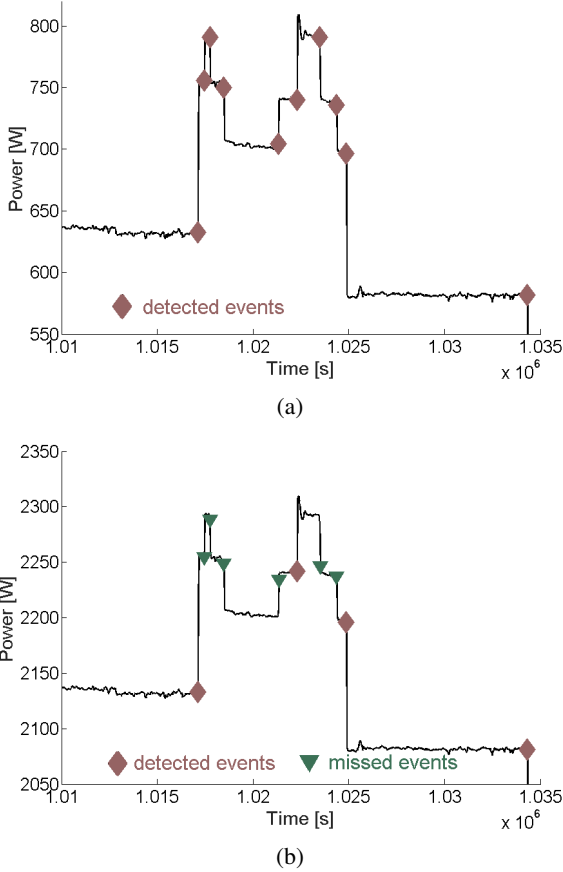 800
750
700
650
600
550
Power [W]
detected events
1.01 1.015 1.02 1.025 1.03 1.035
Time [s]
x 10^6
(a)
2350
2300
2250
2200
2150
2100
2050
Power [W]
detected events missed events
1.01 1.015 1.02 1.025 1.03 1.035
Time [s]
x 10^6
(b)